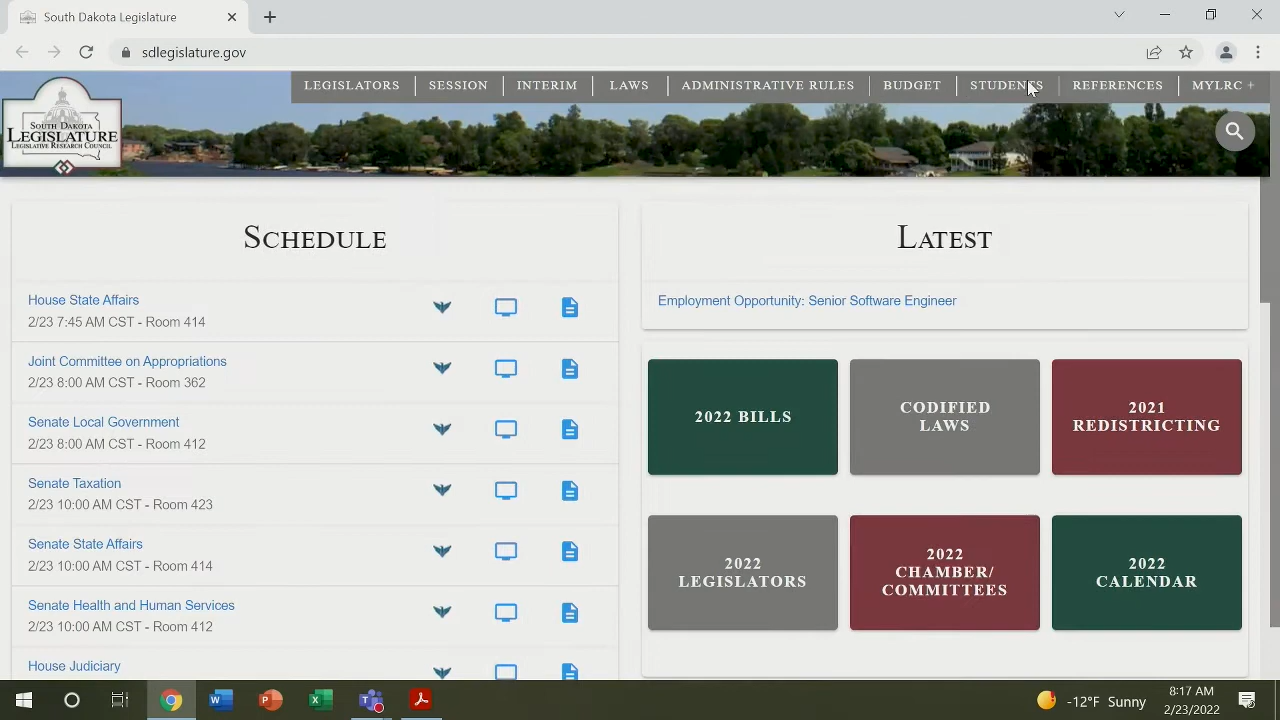 South Dakota Legislature
sdlegislature.gov
LEGISLATORS
SESSION
INTERIM
LAWS
ADMINISTRATIVE RULES
BUDGET
STUDENTS
REFERENCES
MYLRC +
SOUTH DAKOTA
LEGISLATURE
LEGISLATIVE RESEARCH COUNCIL
SCHEDULE
House State Affairs
2/23 7:45 AM CST - Room 414
Joint Committee on Appropriations
2/23 8:00 AM CST - Room 362
Senate Local Government
2/23 8:00 AM CST - Room 412
Senate Taxation
2/23 10:00 AM CST - Room 423
Senate State Affairs
2/23 10:00 AM CST - Room 414
Senate Health and Human Services
2/23 10:00 AM CST - Room 412
House Judiciary
LATEST
Employment Opportunity: Senior Software Engineer
2022 BILLS
CODIFIED
LAWS
2021
REDISTRICTING
2022
LEGISLATORS
2022
CHAMBER/
COMMITTEES
2022
CALENDAR
-12°F Sunny
8:17 AM
2/23/2022